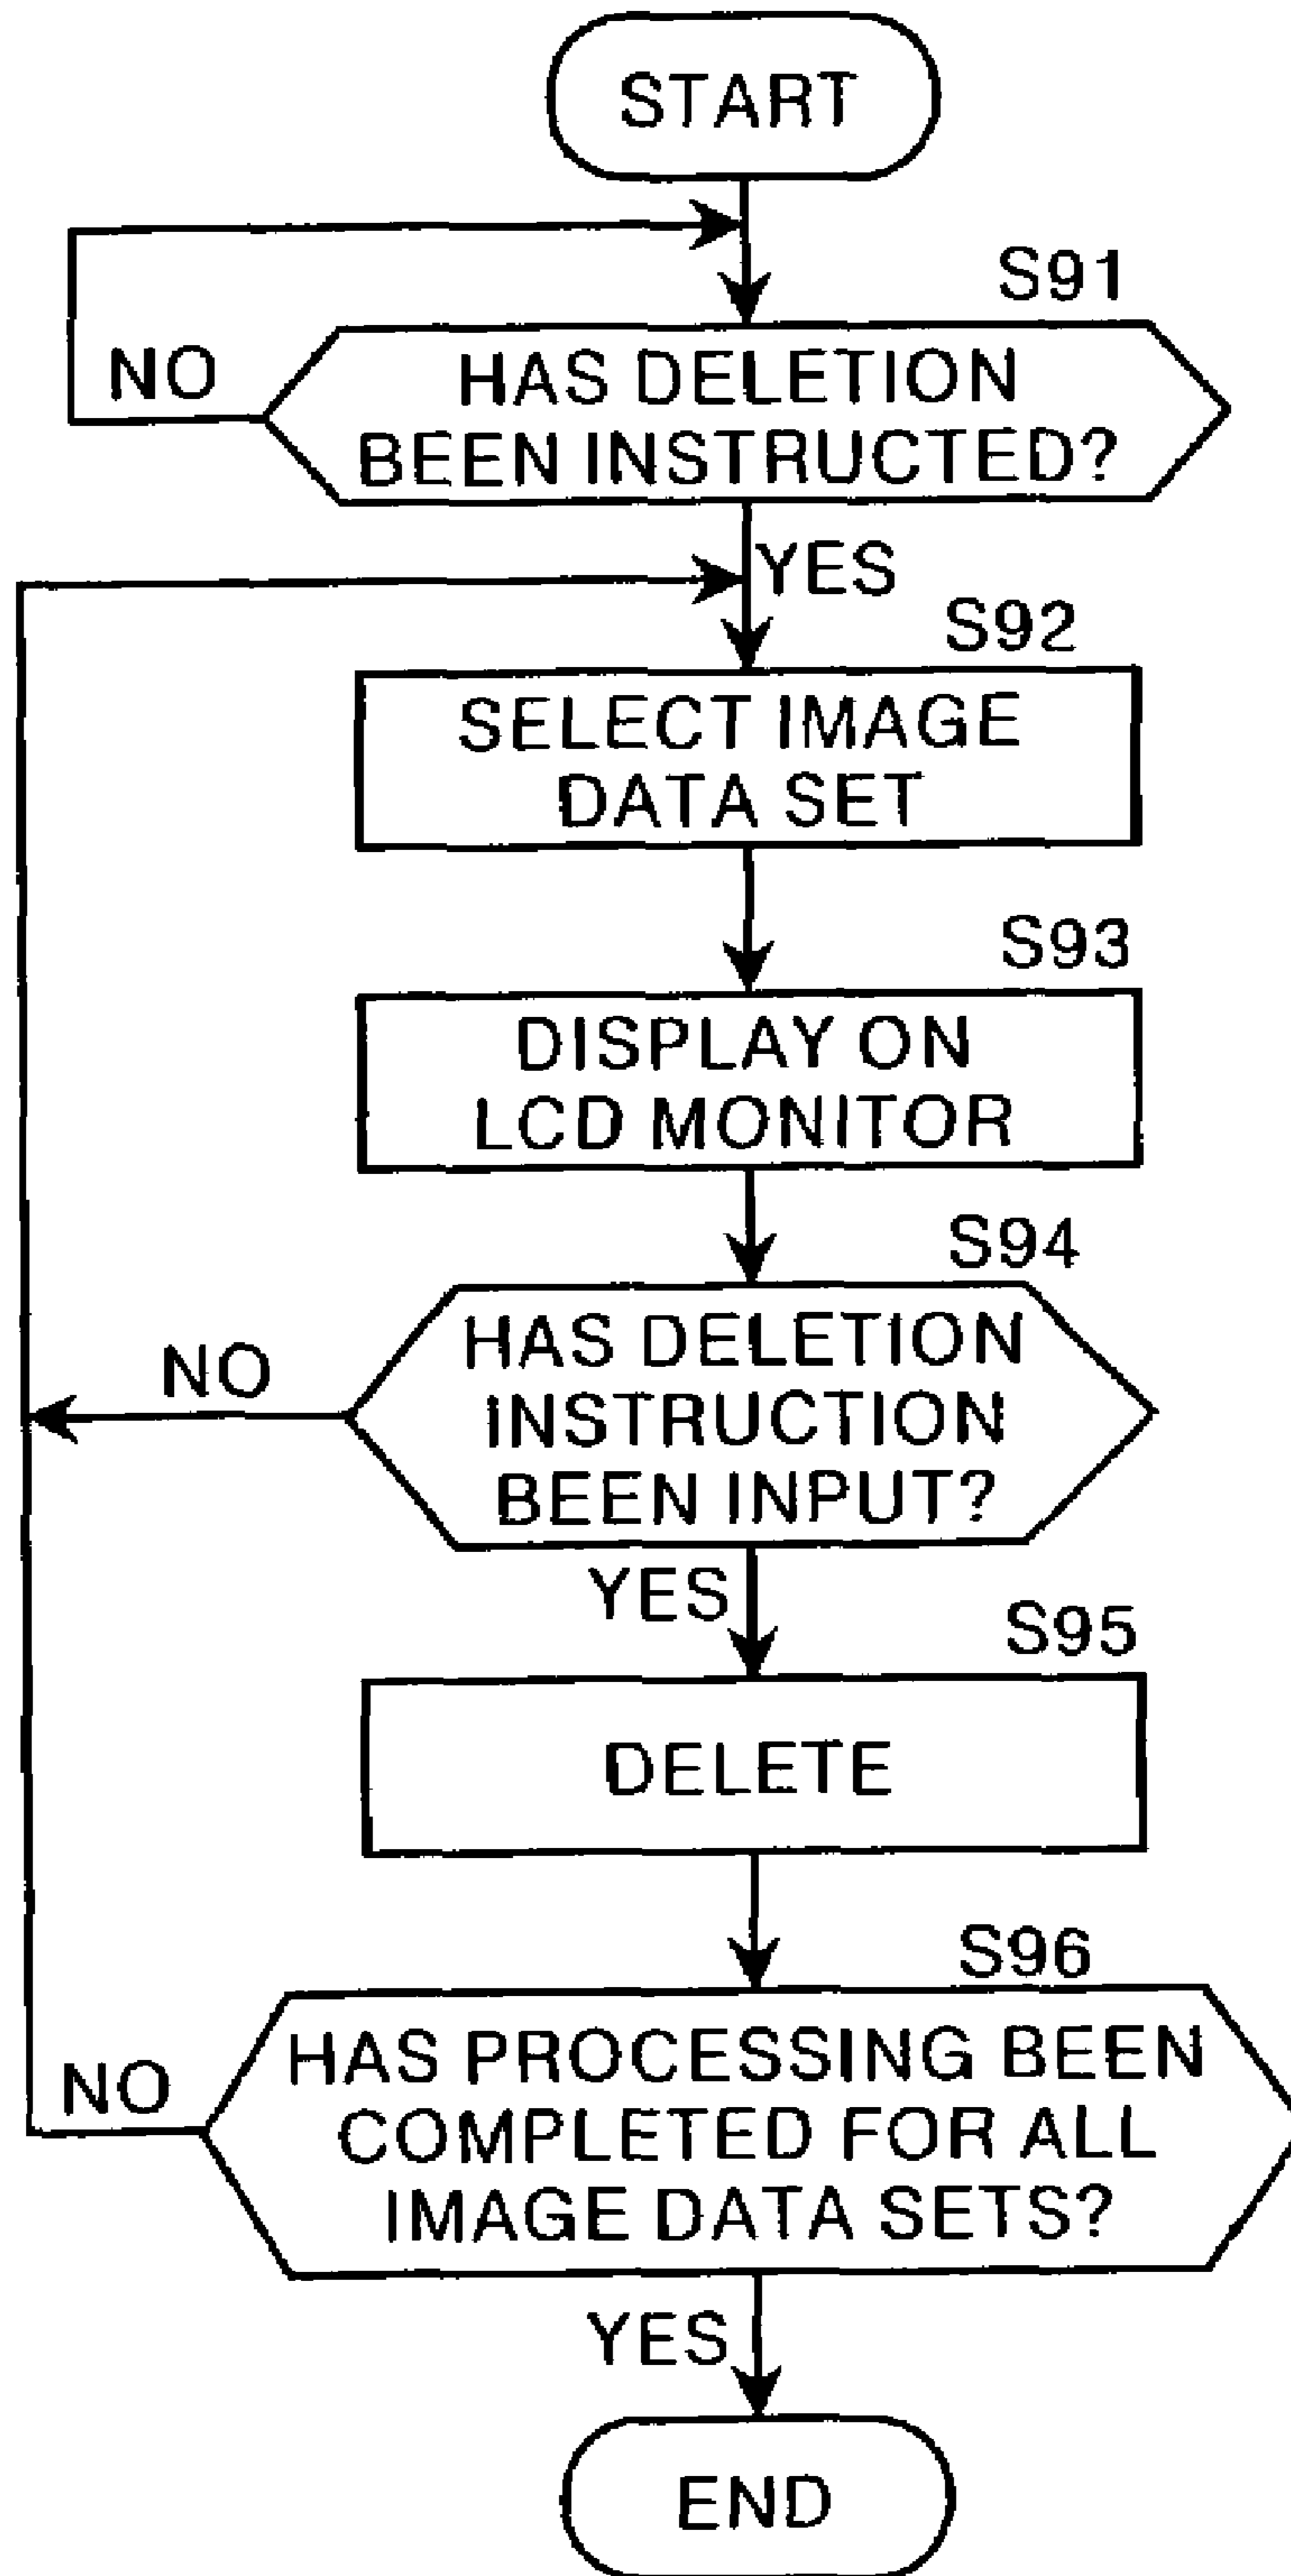 START
S91
NO
HAS DELETION
BEEN INSTRUCTED?
YES
S92
SELECT IMAGE
DATA SET
S93
DISPLAY ON
LCD MONITOR
S94
NO
HAS DELETION
INSTRUCTION
BEEN INPUT?
YES
S95
DELETE
S96
NO
HAS PROCESSING BEEN
COMPLETED FOR ALL
IMAGE DATA SETS?
YES
END